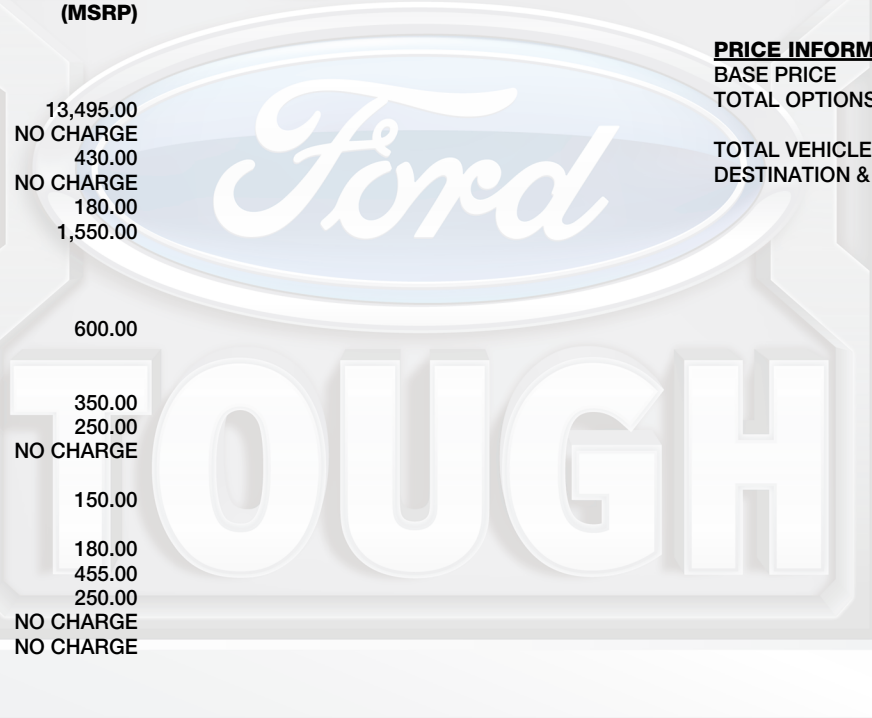 (MSRP)
13,495.00
NO CHARGE
430.00
NO CHARGE
180.00
1,550.00
600.00
350.00
250.00
NO CHARGE
150.00
180.00
455.00
250.00
NO CHARGE
NO CHARGE
PRICE INFORM
BASE PRICE
TOTAL OPTIONS
TOTAL VEHICLE
DESTINATION &
Ford
TOUGH